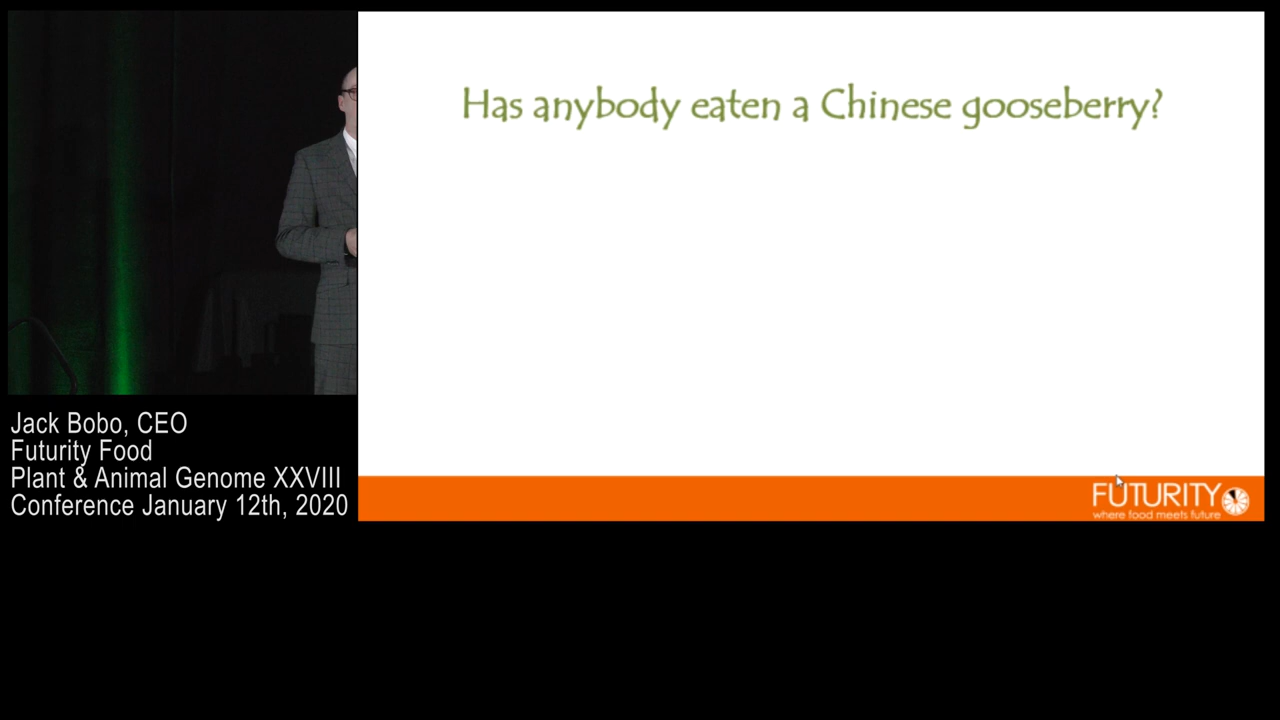 Has anybody eaten a Chinese gooseberry?
Jack Bobo, CEO
Futurity Food
Plant & Animal Genome XXVIII
Conference January 12th, 2020
FUTURITY
where food meets future